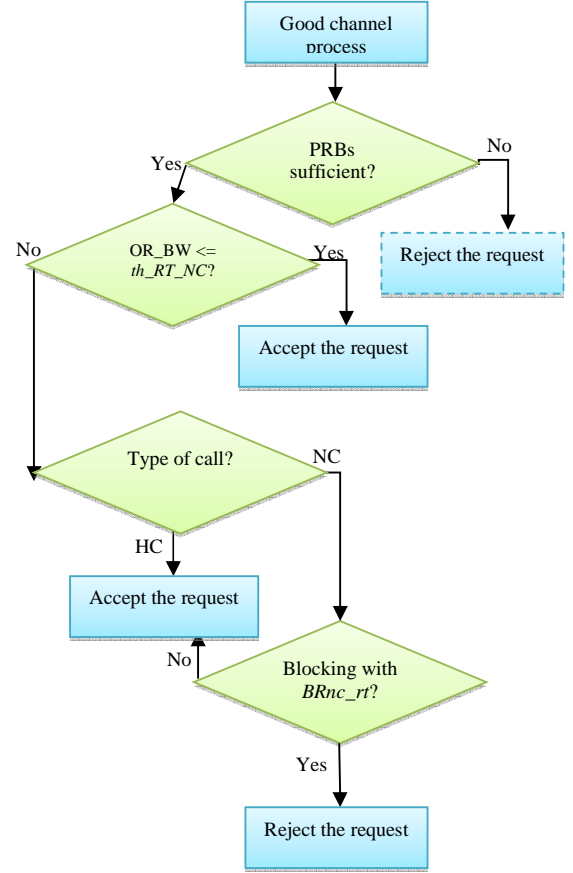 Good channel
process
PRBs
sufficient?
Yes
No
OR_BW <=
th_RT_NC?
No
Yes
Reject the request
Accept the request
Type of call?
NC
HC
Accept the request
No
Blocking with
BRnc_rt?
Yes
Reject the request